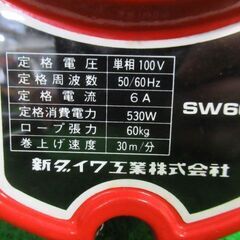 定格電圧 単相100V
定格周波数 50/60Hz
定格電流 6A
定格消費電力 530W
ロープ張力 60kg
巻上げ速度 30m/分
新ダイワ工業株式会社